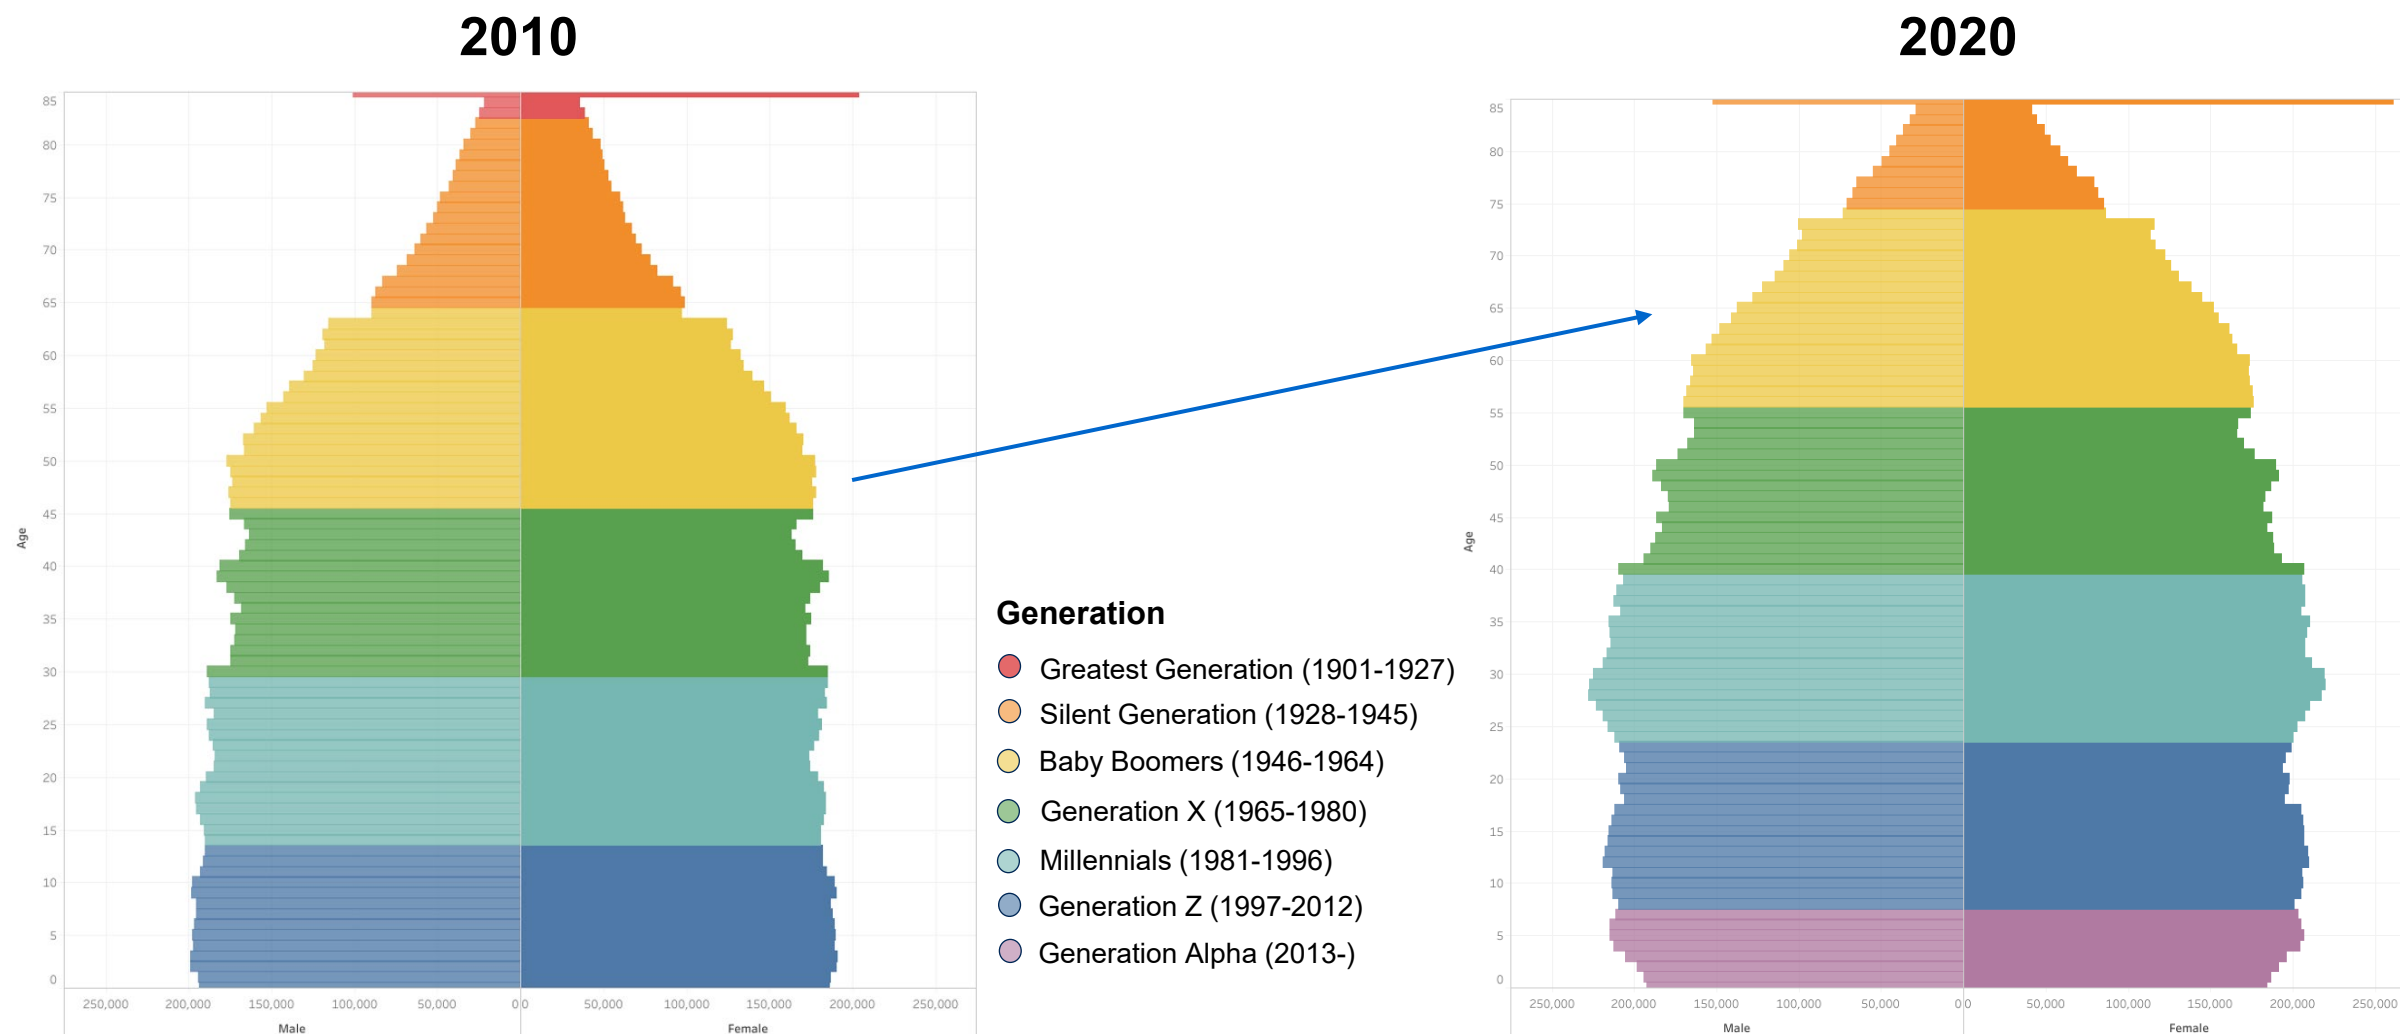 2010
2020
85
80
75
70
65
60
55
50
45
40
35
30
25
20
15
10
5
0
Age
250,000 200,000 150,000 100,000 50,000 0 0 50,000 100,000 150,000 200,000 250,000
Male Female
Generation
Greatest Generation (1901-1927)
Silent Generation (1928-1945)
Baby Boomers (1946-1964)
Generation X (1965-1980)
Millennials (1981-1996)
Generation Z (1997-2012)
Generation Alpha (2013-)
85
80
75
70
65
60
55
50
45
40
35
30
25
20
15
10
5
0
Age
250,000 200,000 150,000 100,000 50,000 0 0 50,000 100,000 150,000 200,000 250,000
Male Female